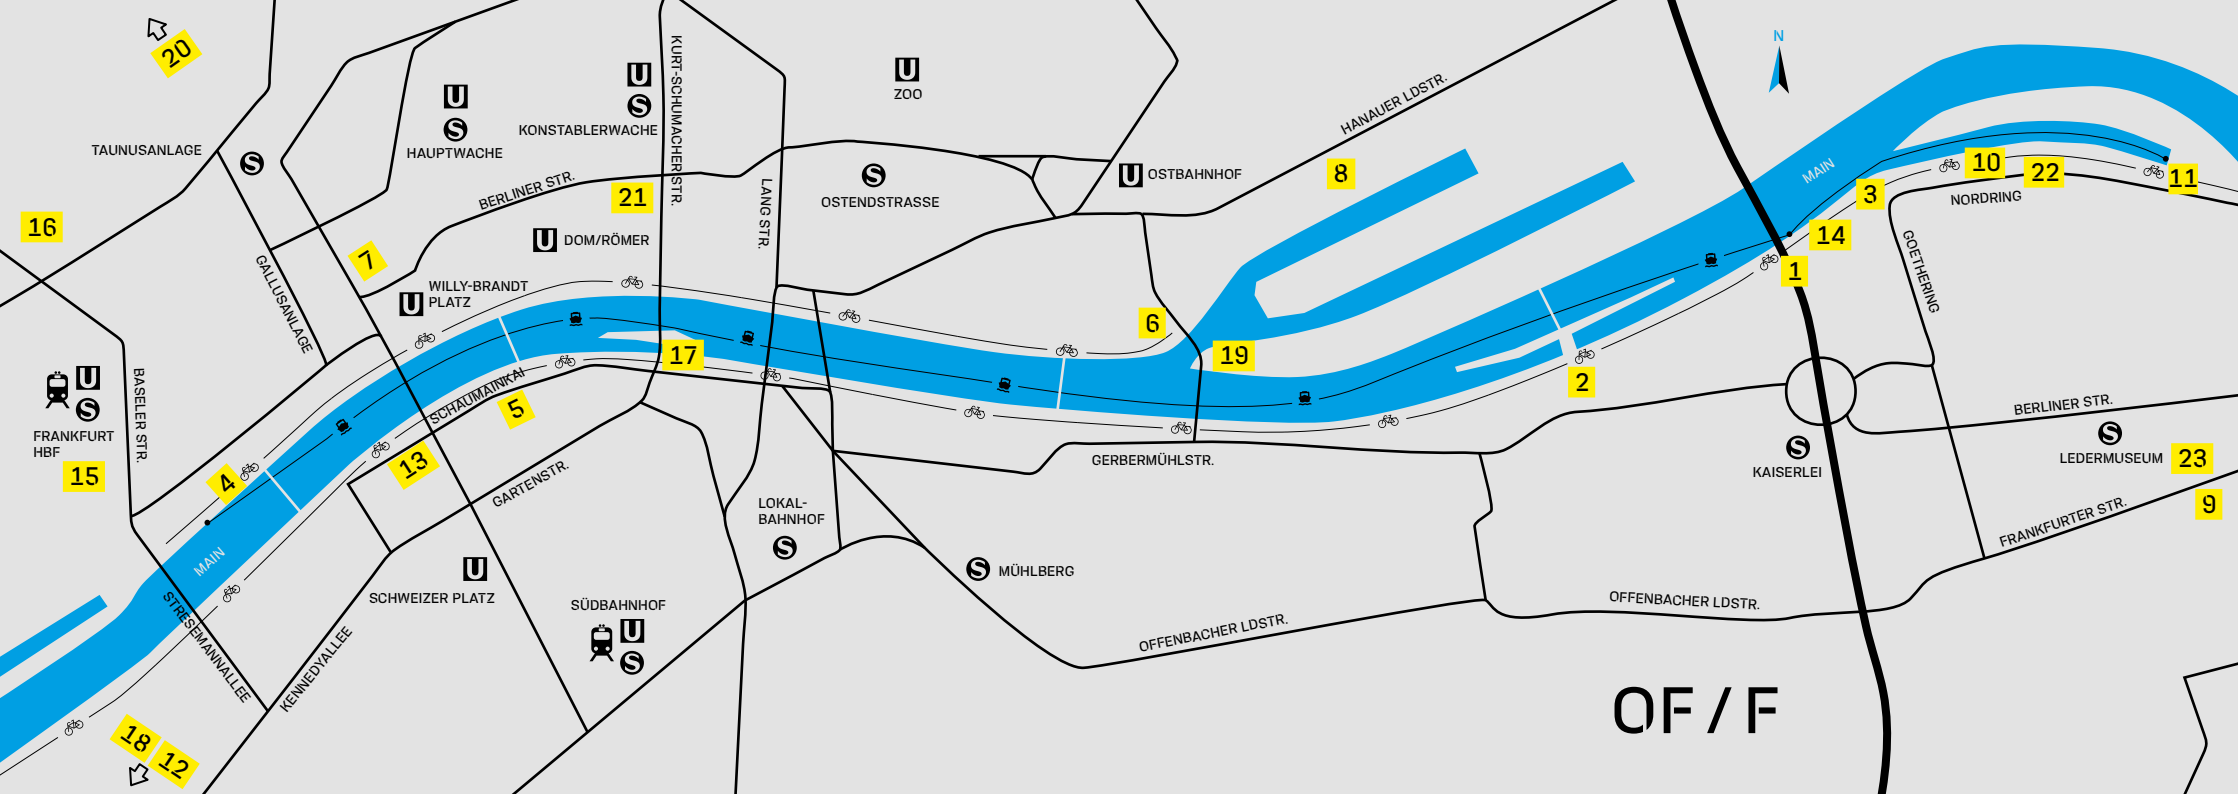 20
U
S
HAUPTWACHE
U
S
KONSTABLERWACHE
KURT-SCHUMACHERSTR.
U
ZOO
HANAUER LDSTR.
N
TAUNUSANLAGE
S
BERLINER STR.
21
LANG STR.
S
OSTENDSTRASSE
U OSTBAHNHOF
8
MAIN
3
10
22
11
NORDRING
14
1
GOETHERING
16
7
GALLUSANLAGE
U DOM/RÖMER
U WILLY-BRANDT
PLATZ
17
6
19
2
U
S
FRANKFURT
HBF
15
BASELER STR.
SCHAUMAINKAI
5
4
13
GARTENSTR.
MAIN
GERBERMÜHLSTR.
S
KAISERLEI
BERLINER STR.
S
LEDERMUSEUM
23
9
FRANKFURTER STR.
LOKAL-
BAHNHOF
S
S MÜHLBERG
U
SCHWEIZER PLATZ
SÜDBAHNHOF
U
S
STRESEMANNALLEE
KENNEDYALLEE
OFFENBACHER LDSTR.
OFFENBACHER LDSTR.
18
12
OF / F